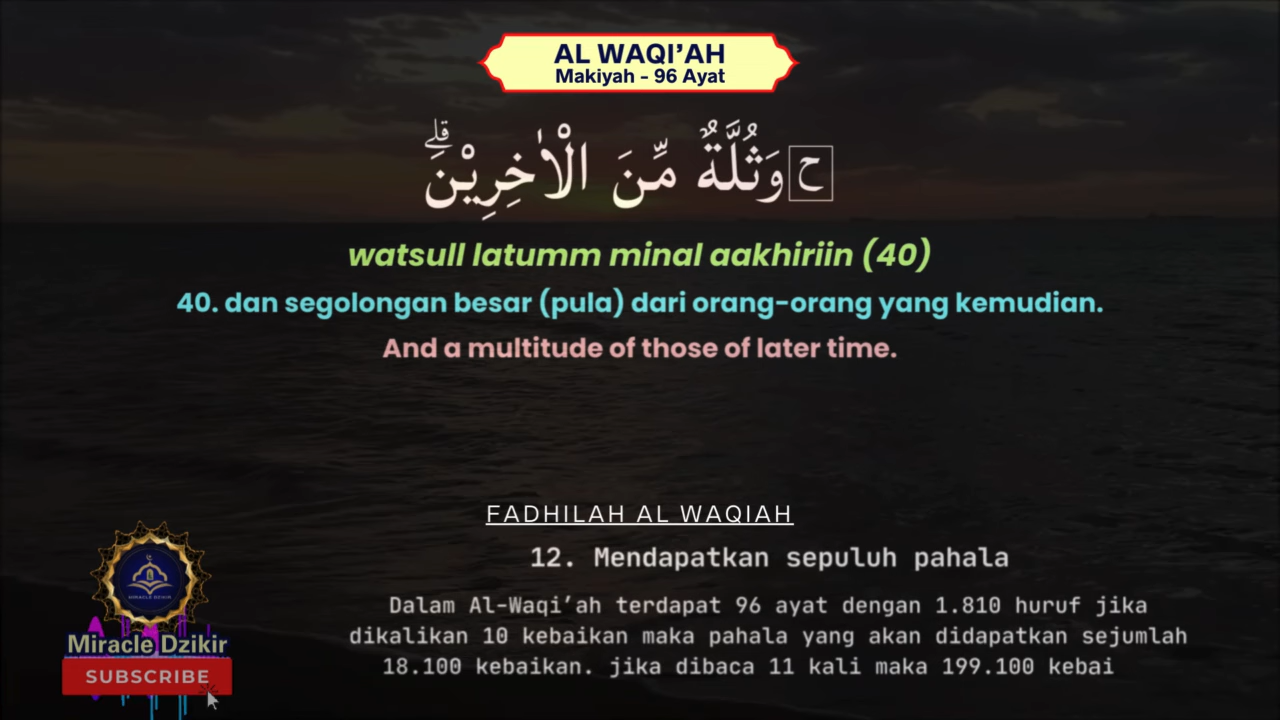 AL WAQI’AH
Makiyah - 96 Ayat
ح وَثُلَّةٌ مِّنَ الْاٰخِرِيْنَۗ
watsull latumm minal aakhiriin (40)
40. dan segolongan besar (pula) dari orang-orang yang kemudian.
And a multitude of those of later time.
FADHILAH AL WAQIAH
12. Mendapatkan sepuluh pahala
Dalam Al-Waqi’ah terdapat 96 ayat dengan 1.810 huruf jika
dikalikan 10 kebaikan maka pahala yang akan didapatkan sejumlah
18.100 kebaikan. jika dibaca 11 kali maka 199.100 kebai
MIRACLE DZIKIR
Miracle Dzikir
SUBSCRIBE